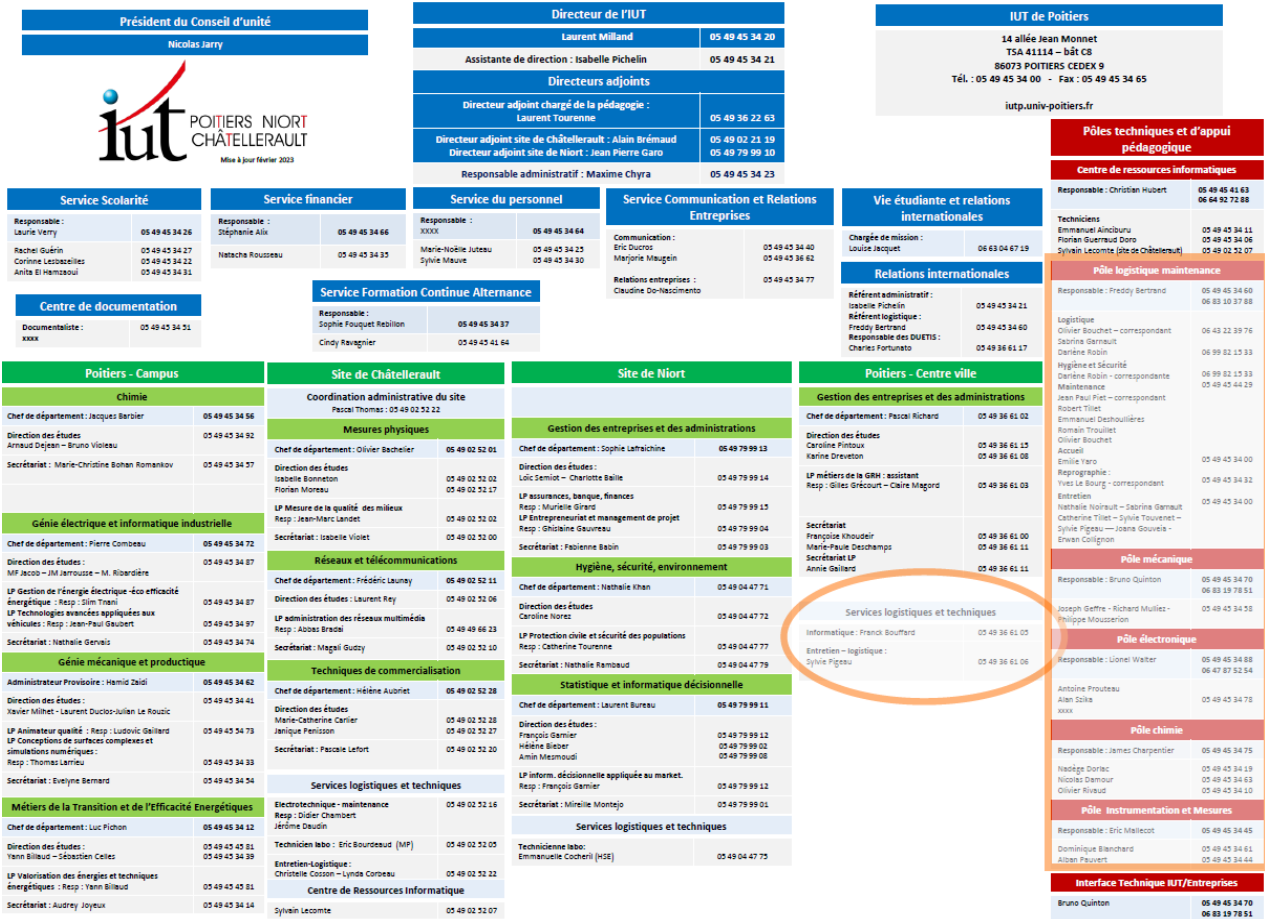 Président du Conseil d'unité
Nicolas Jarry
iut POITIERS NIORT
CHÂTELLERAULT
Mise à jour février 2023
Directeur de l'IUT
Laurent Milland 05 49 45 34 20
Assistante de direction : Isabelle Pichelin 05 49 45 34 21
Directeurs adjoints
Directeur adjoint chargé de la pédagogie :
Laurent Tourenne 05 49 36 22 63
Directeur adjoint site de Châtellerault : Alain Brémaud 05 49 02 21 19
Directeur adjoint site de Niort : Jean Pierre Garo 05 49 79 99 10
Responsable administratif : Maxime Chyra 05 49 45 34 23
IUT de Poitiers
14 allée Jean Monnet
TSA 41114 – bât C8
86073 POITIERS CEDEX 9
Tél. : 05 49 45 34 00 - Fax : 05 49 45 34 65
iutp.univ-poitiers.fr
Service Scolarité
Responsable :
Laurie Verry 05 49 45 34 26
Rachel Guérin 05 49 45 34 27
Corinne Lesbazeilles 05 49 45 34 22
Anita El Hamzaoui 05 49 45 34 31
Service financier
Responsable :
Stéphanie Alix 05 49 45 34 66
Natacha Rousseau 05 49 45 34 35
Service du personnel
Responsable :
XXXX 05 49 45 34 64
Marie-Noëlle Juteau 05 49 45 34 25
Sylvie Mauve 05 49 45 34 30
Service Communication et Relations
Entreprises
Communication :
Eric Ducros 05 49 45 34 40
Marjorie Maugein 05 49 45 36 62
Relations entreprises : 05 49 45 34 77
Claudine Do-Nascimento
Vie étudiante et relations
internationales
Chargée de mission :
Louise Jacquet 06 63 04 67 19
Relations internationales
Référent administratif :
Isabelle Pichelin 05 49 45 34 21
Référent logistique :
Freddy Bertrand 05 49 45 34 60
Responsable des DUETIS :
Charles Fortunato 05 49 36 61 17
Centre de documentation
Documentaliste : 05 49 45 34 51
xxxx
Service Formation Continue Alternance
Responsable :
Sophie Fouquet Rebillon 05 49 45 34 37
Cindy Ravagnier 05 49 45 41 64
Poitiers - Campus
Chimie
Chef de département : Jacques Barbier 05 49 45 34 56
Direction des études 05 49 45 34 92
Arnaud Dejean – Bruno Violeau
Secrétariat : Marie-Christine Bohan Romankov 05 49 45 34 57
Génie électrique et informatique industrielle
Chef de département : Pierre Combeau 05 49 45 34 72
Direction des études : 05 49 45 34 87
MF Jacob – JM Jarrousse – M. Ribardière
LP Gestion de l'énergie électrique -éco efficacité
énergétique : Resp : Slim Tnani 05 49 45 34 87
LP Technologies avancées appliquées aux
véhicules : Resp : Jean-Paul Gaubert 05 49 45 34 97
Secrétariat : Nathalie Gervais 05 49 45 34 74
Génie mécanique et productique
Administrateur Provisoire : Hamid Zaidi 05 49 45 34 62
Direction des études : 05 49 45 34 41
Xavier Milhet - Laurent Duclos-Julian Le Rouzic
LP Animateur qualité : Resp : Ludovic Gaillard 05 49 45 54 73
LP Conceptions de surfaces complexes et
simulations numériques :
Resp : Thomas Larrieu 05 49 45 34 33
Secrétariat : Evelyne Bernard 05 49 45 34 54
Métiers de la Transition et de l'Efficacité Energétiques
Chef de département : Luc Pichon 05 49 45 34 12
Direction des études : 05 49 45 45 81
Yann Billaud – Sébastien Celles 05 49 45 34 39
LP Valorisation des énergies et techniques
énergétiques : Resp : Yann Billaud 05 49 45 45 81
Secrétariat : Audrey Joyeux 05 49 45 34 14
Site de Châtellerault
Coordination administrative du site
Pascal Thomas : 05 49 02 52 22
Mesures physiques
Chef de département : Olivier Bachelier 05 49 02 52 01
Direction des études
Isabelle Bonneton 05 49 02 52 02
Florian Moreau 05 49 02 52 17
LP Mesure de la qualité des milieux
Resp : Jean-Marc Landet 05 49 02 52 02
Secrétariat : Isabelle Violet 05 49 02 52 00
Réseaux et télécommunications
Chef de département : Frédéric Launay 05 49 02 52 11
Direction des études : Laurent Rey 05 49 02 52 06
LP administration des réseaux multimédia
Resp : Abbas Bradai 05 49 49 66 23
Secrétariat : Magali Gudzy 05 49 02 52 10
Techniques de commercialisation
Chef de département : Hélène Aubriet 05 49 02 52 28
Direction des études
Marie-Catherine Carlier 05 49 02 52 28
Janique Penisson 05 49 02 52 27
Secrétariat : Pascale Lefort 05 49 02 52 20
Services logistiques et techniques
Electrotechnique - maintenance 05 49 02 52 16
Resp : Didier Chambert
Jérôme Daudin
Technicien labo : Eric Bourdeaud (MP) 05 49 02 52 05
Entretien-Logistique :
Christelle Cosson – Lynda Corbeau 05 49 02 52 22
Centre de Ressources Informatique
Sylvain Lecomte 05 49 02 52 07
Site de Niort
Gestion des entreprises et des administrations
Chef de département : Sophie Lafraichine 05 49 79 99 13
Direction des études :
Loïc Semiot – Charlotte Baille 05 49 79 99 14
LP assurances, banque, finances
Resp : Murielle Girard 05 49 79 99 15
LP Entrepreneuriat et management de projet
Resp : Ghislaine Gauvreau 05 49 79 99 04
Secrétariat : Fabienne Babin 05 49 79 99 03
Hygiène, sécurité, environnement
Chef de département : Nathalie Khan 05 49 04 47 71
Direction des études
Caroline Norez 05 49 04 47 72
LP Protection civile et sécurité des populations
Resp : Catherine Tourenne 05 49 04 47 77
Secrétariat : Nathalie Rambaud 05 49 04 47 79
Statistique et informatique décisionnelle
Chef de département : Laurent Bureau 05 49 79 99 11
Direction des études :
François Garnier 05 49 79 99 12
Hélène Bieber 05 49 79 99 02
Amin Mesmoudi 05 49 79 99 08
LP inform. décisionnelle appliquée au market.
Resp : François Garnier 05 49 79 99 12
Secrétariat : Mireille Montejo 05 49 79 99 01
Services logistiques et techniques
Technicienne labo:
Emmanuelle Cocheril (HSE) 05 49 04 47 75
Poitiers - Centre ville
Gestion des entreprises et des administrations
Chef de département : Pascal Richard 05 49 36 61 02
Direction des études
Caroline Pintoux 05 49 36 61 15
Karine Dreveton 05 49 36 61 08
LP métiers de la GRH : assistant
Resp : Gilles Grécourt – Claire Magord 05 49 36 61 03
Secrétariat
Françoise Khoudeir 05 49 36 61 00
Marie-Paule Deschamps 05 49 36 61 11
Secrétariat LP
Annie Gaillard 05 49 36 61 11
Services logistiques et techniques
Informatique : Franck Bouffard 05 49 36 61 05
Entretien – logistique :
Sylvie Pigeau 05 49 36 61 06
Pôles techniques et d'appui
pédagogique
Centre de ressources informatiques
Responsable : Christian Hubert 05 49 45 41 63
06 64 92 72 88
Techniciens
Emmanuel Ainciburu 05 49 45 34 11
Florian Guerraud Doro 05 49 45 34 06
Sylvain Lecomte (site de Châtellerault) 05 49 02 52 07
Pôle logistique maintenance
Responsable : Freddy Bertrand 05 49 45 34 60
06 83 10 37 88
Logistique
Olivier Bouchet – correspondant 06 43 22 39 76
Sabrina Garnault
Darlène Robin 06 99 82 15 33
Hygiène et Sécurité
Darlène Robin - correspondante 06 99 82 15 33
Maintenance 05 49 45 44 29
Jean Paul Piet – correspondant
Robert Tillet
Emmanuel Deshoullières
Romain Trouillet
Olivier Bouchet
Accueil
Emilie Yaro 05 49 45 34 00
Reprographie :
Yves Le Bourg - correspondant 05 49 45 34 32
Entretien
Nathalie Noirault – Sabrina Garnault 05 49 45 34 00
Catherine Tillet – Sylvie Touvenet –
Sylvie Pigeau — Joana Gouveia -
Erwan Collignon
Pôle mécanique
Responsable : Bruno Quinton 05 49 45 34 70
06 83 19 78 51
Joseph Geffre - Richard Mulliez - 05 49 45 34 58
Philippe Mousserion
Pôle électronique
Responsable : Lionel Walter 05 49 45 34 88
06 47 87 52 54
Antoine Prouteau
Alan Szika 05 49 45 34 78
xxxx
Pôle chimie
Responsable : James Charpentier 05 49 45 34 75
Nadège Dorlac 05 49 45 34 19
Nicolas Damour 05 49 45 34 63
Olivier Rivaud 05 49 45 34 10
Pôle Instrumentation et Mesures
Responsable : Eric Mallecot 05 49 45 34 45
Dominique Blanchard 05 49 45 34 61
Alban Pauvert 05 49 45 34 44
Interface Technique IUT/Entreprises
Bruno Quinton 05 49 45 34 70
06 83 19 78 51